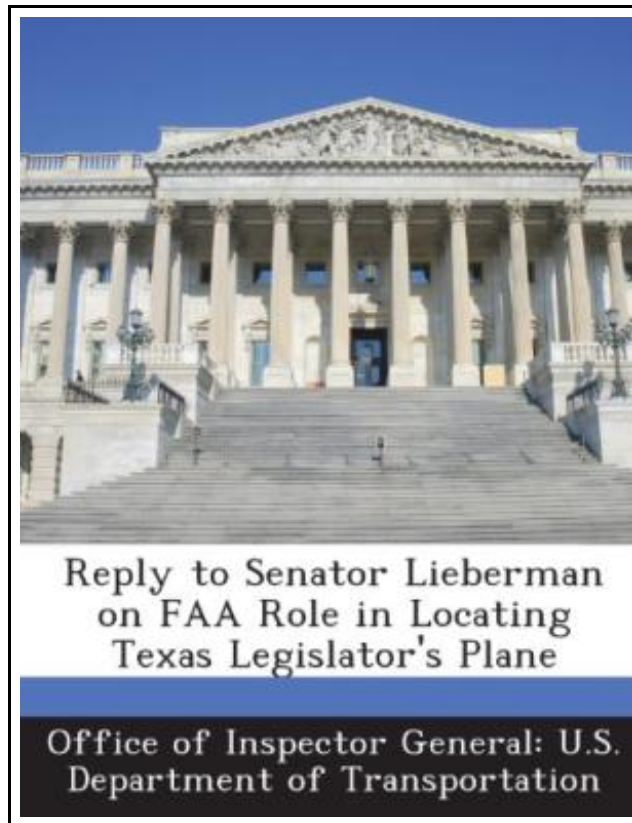 Reply to Senator Lieberman
on FAA Role in Locating
Texas Legislator's Plane
Office of Inspector General: U.S.
Department of Transportation